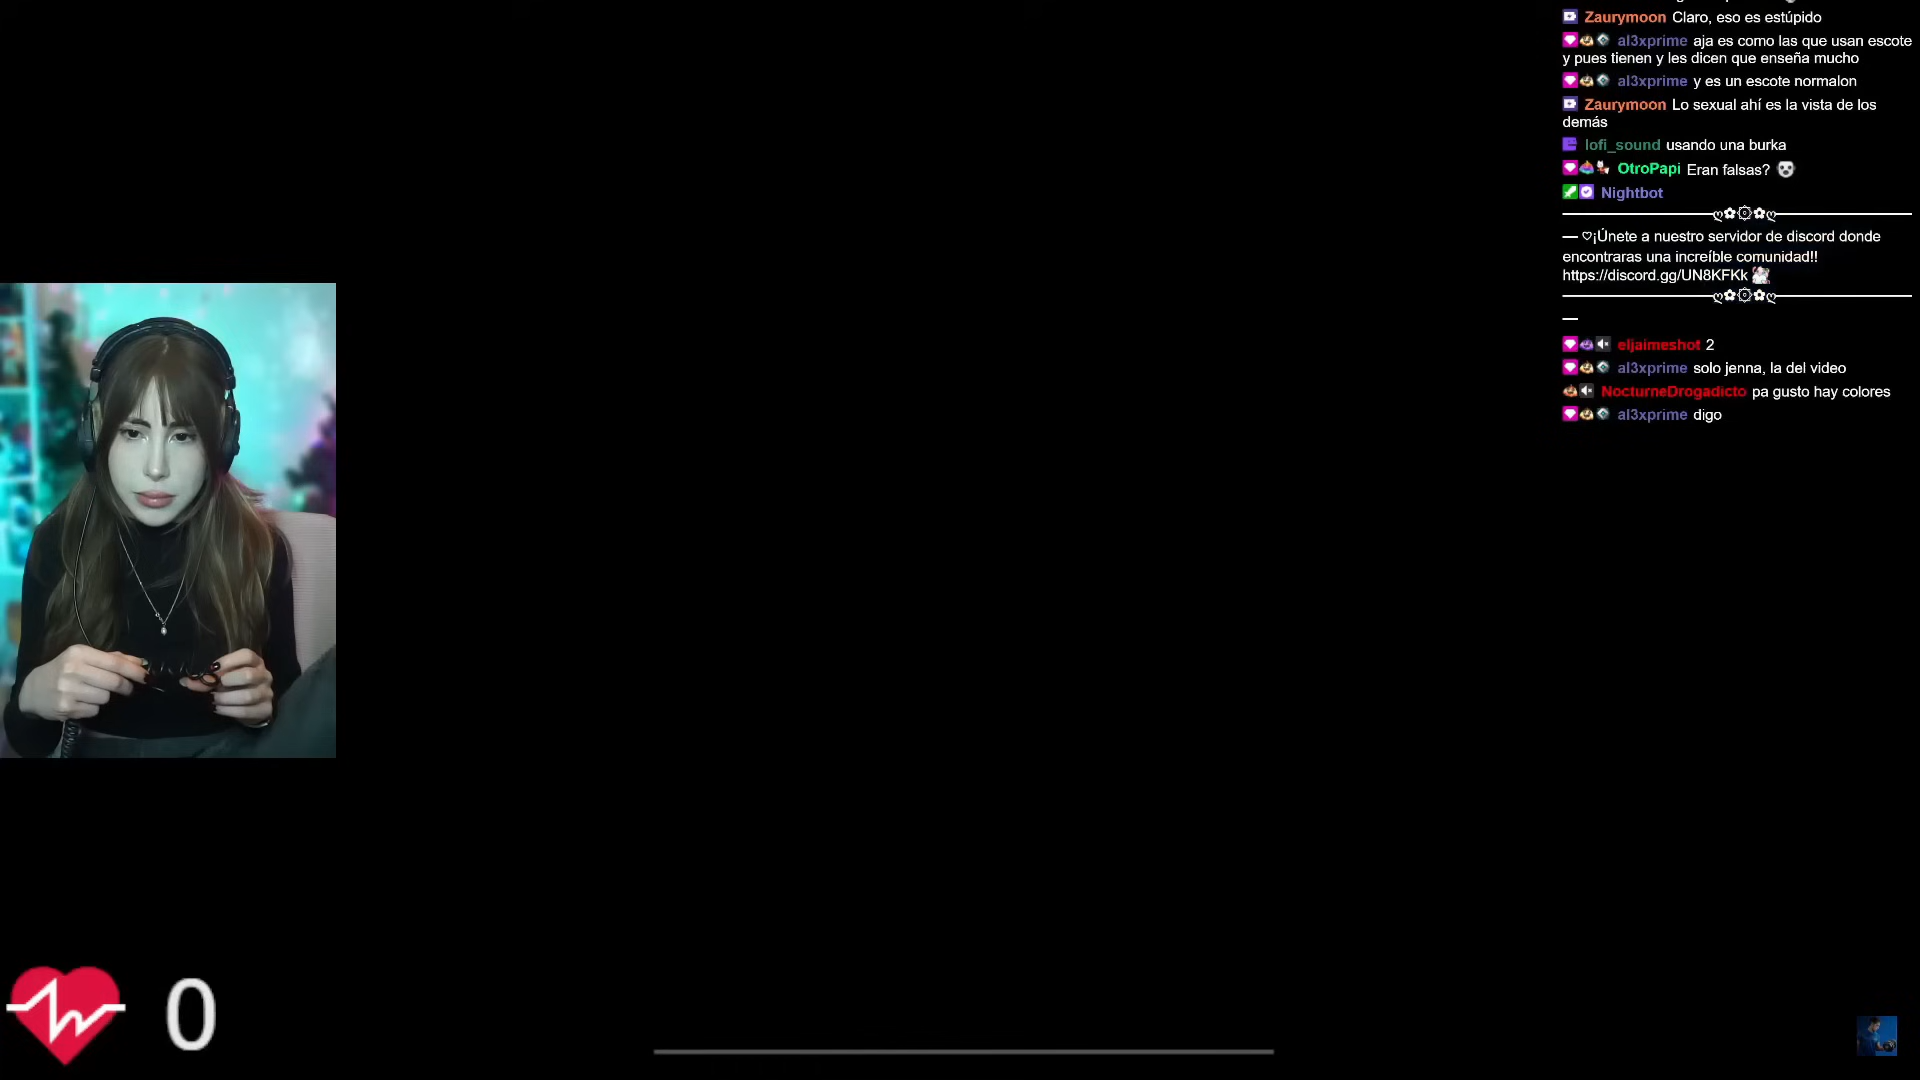 Zaurymoon Claro, eso es estúpido
al3xprime aja es como las que usan escote
y pues tienen y les dicen que enseña mucho
al3xprime y es un escote normalon
Zaurymoon Lo sexual ahí es la vista de los
demás
lofi_sound usando una burka
OtroPapi Eran falsas?
Nightbot
———————————ღ✿۞✿ღ———————————
— ♡¡Únete a nuestro servidor de discord donde
encontraras una increíble comunidad!!
https://discord.gg/UN8KFKk
———————————ღ✿۞✿ღ———————————
—
eljaimeshot 2
al3xprime solo jenna, la del video
NocturneDrogadicto pa gusto hay colores
al3xprime digo
0